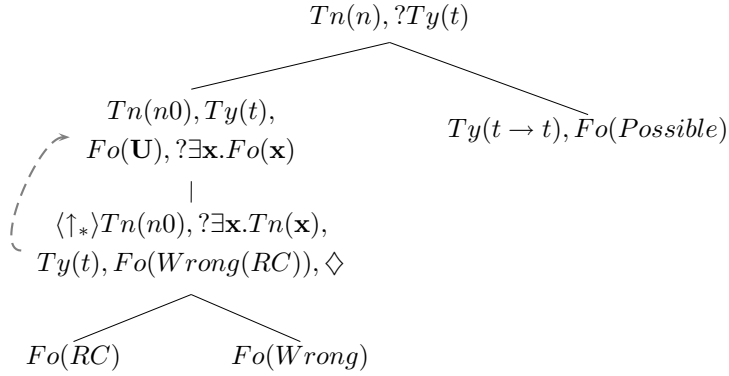 Tn(n), ?Ty(t)
Tn(n0), Ty(t),
Fo(U), ?∃x.Fo(x)
Ty(t → t), Fo(Possible)
⟨↑∗⟩Tn(n0), ?∃x.Tn(x),
Ty(t), Fo(Wrong(RC)), ♢
Fo(RC) Fo(Wrong)